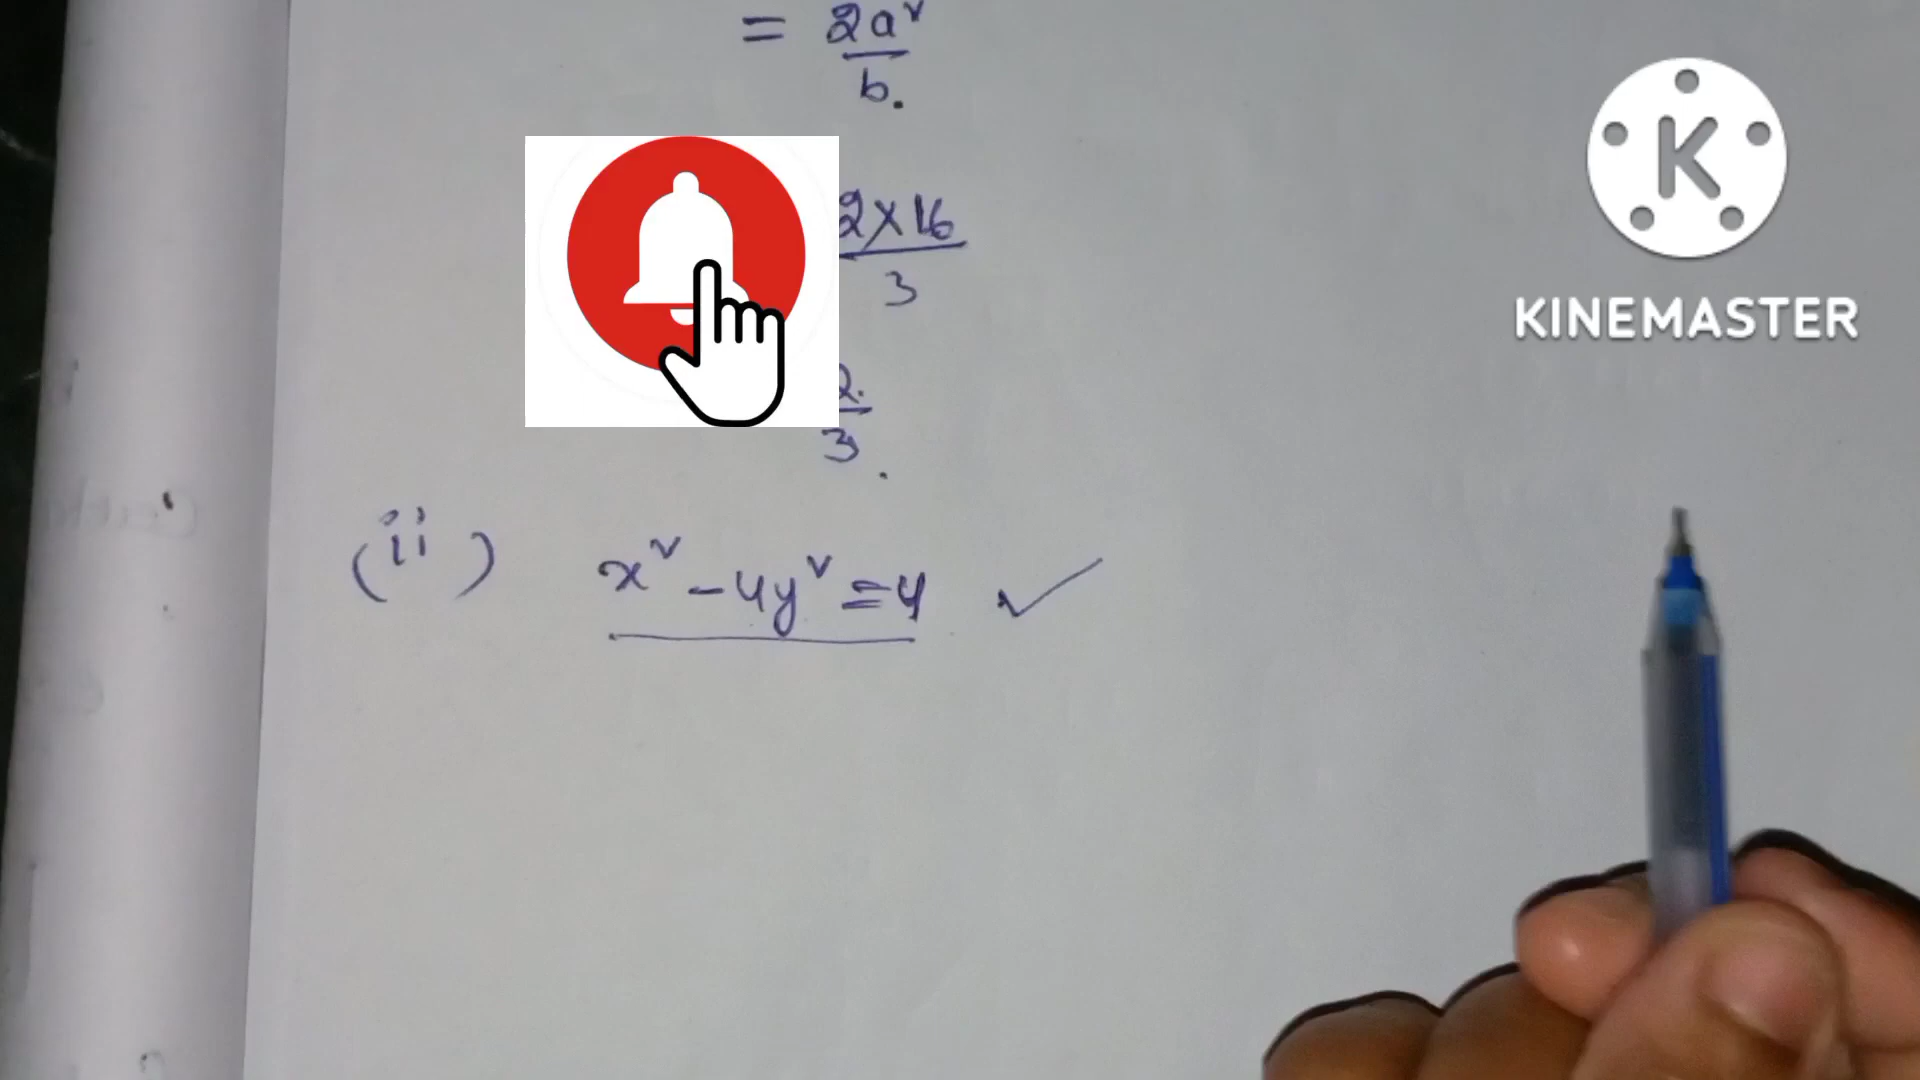 = 2a^v / b.
K
2×16 / 3
KINEMASTER
2 / 3.
(ii) x^v - 4y^v = 4 ✓